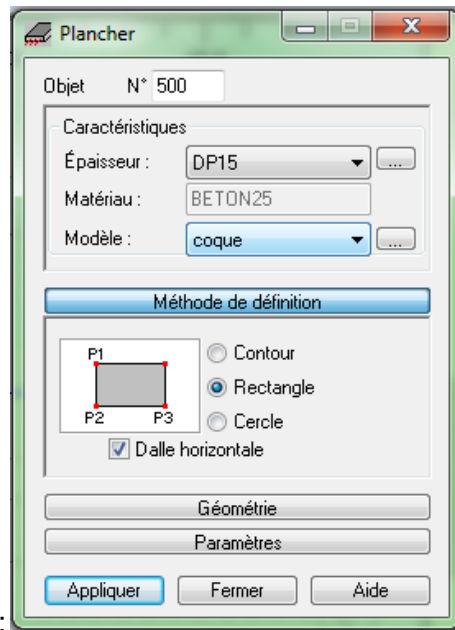 Plancher
Objet N° 500
Caractéristiques
Épaisseur : DP15 ...
Matériau : BETON25
Modèle : coque ...
Méthode de définition
P1
P2 P3
Contour
Rectangle
Cercle
Dalle horizontale
Géométrie
Paramètres
Appliquer Fermer Aide
: